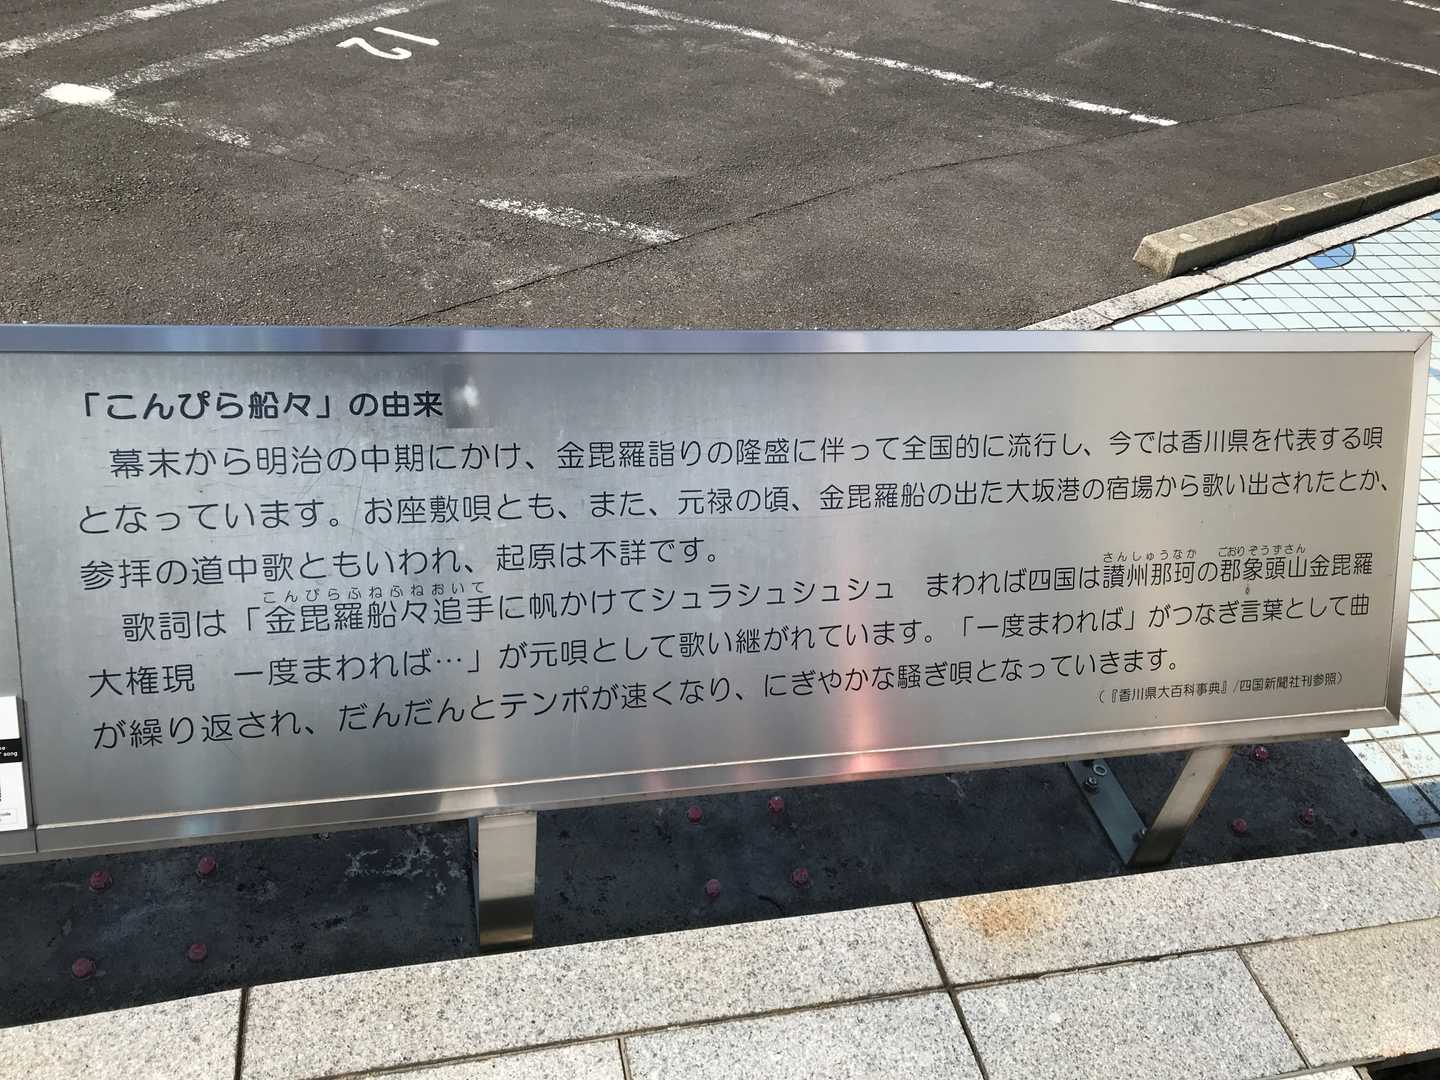 12
「こんぴら船々」の由来
幕末から明治の中期にかけ、金毘羅詣りの隆盛に伴って全国的に流行し、今では香川県を代表する唄
となっています。お座敷唄とも、また、元禄の頃、金毘羅船の出た大坂港の宿場から歌い出されたとか、
参拝の道中歌ともいわれ、起原は不詳です。
こんぴらふねふねおいて さんしゅうなか ごおりぞうずさん
歌詞は「金毘羅船々追手に帆かけてシュラシュシュシュ まわれば四国は讃州那珂の郡象頭山金毘羅
大権現 一度まわれば…」が元唄として歌い継がれています。「一度まわれば」がつなぎ言葉として曲
が繰り返され、だんだんとテンポが速くなり、にぎやかな騒ぎ唄となっていきます。
（『香川県大百科事典』/四国新聞社刊参照）
song